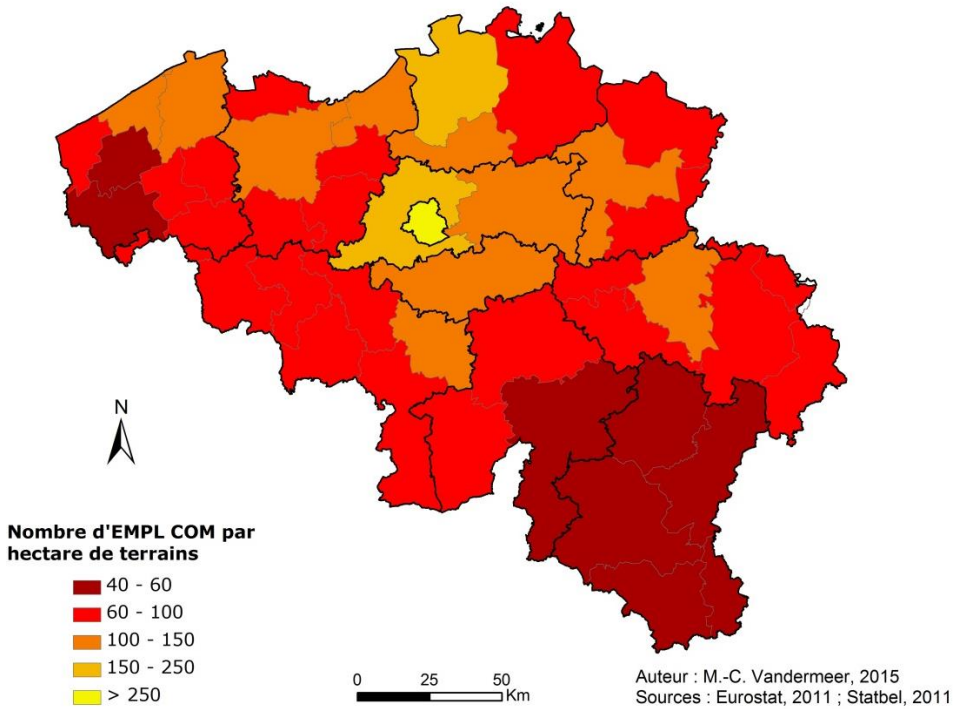 N
Nombre d'EMPL COM par
hectare de terrains
40 - 60
60 - 100
100 - 150
150 - 250
> 250
0 25 50
Km
Auteur : M.-C. Vandermeer, 2015
Sources : Eurostat, 2011 ; Statbel, 2011